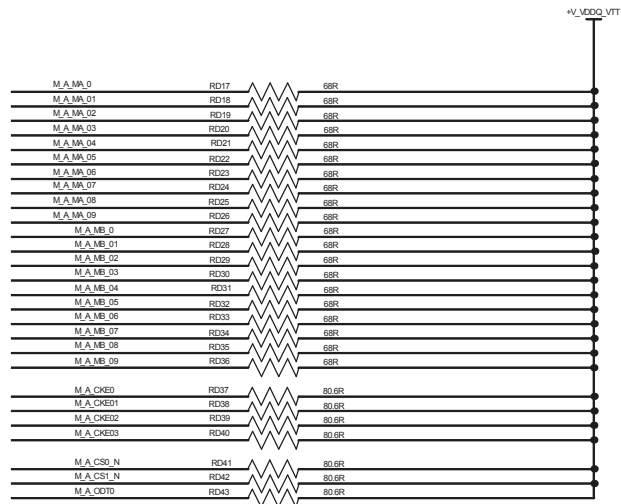 +V_VDDQ_VTT
M_A_MA_0 RD17 68R
M_A_MA_01 RD18 68R
M_A_MA_02 RD19 68R
M_A_MA_03 RD20 68R
M_A_MA_04 RD21 68R
M_A_MA_05 RD22 68R
M_A_MA_06 RD23 68R
M_A_MA_07 RD24 68R
M_A_MA_08 RD25 68R
M_A_MA_09 RD26 68R
M_A_MB_0 RD27 68R
M_A_MB_01 RD28 68R
M_A_MB_02 RD29 68R
M_A_MB_03 RD30 68R
M_A_MB_04 RD31 68R
M_A_MB_05 RD32 68R
M_A_MB_06 RD33 68R
M_A_MB_07 RD34 68R
M_A_MB_08 RD35 68R
M_A_MB_09 RD36 68R
M_A_CKE0 RD37 80.6R
M_A_CKE01 RD38 80.6R
M_A_CKE02 RD39 80.6R
M_A_CKE03 RD40 80.6R
M_A_CS0_N RD41 80.6R
M_A_CS1_N RD42 80.6R
M_A_ODT0 RD43 80.6R